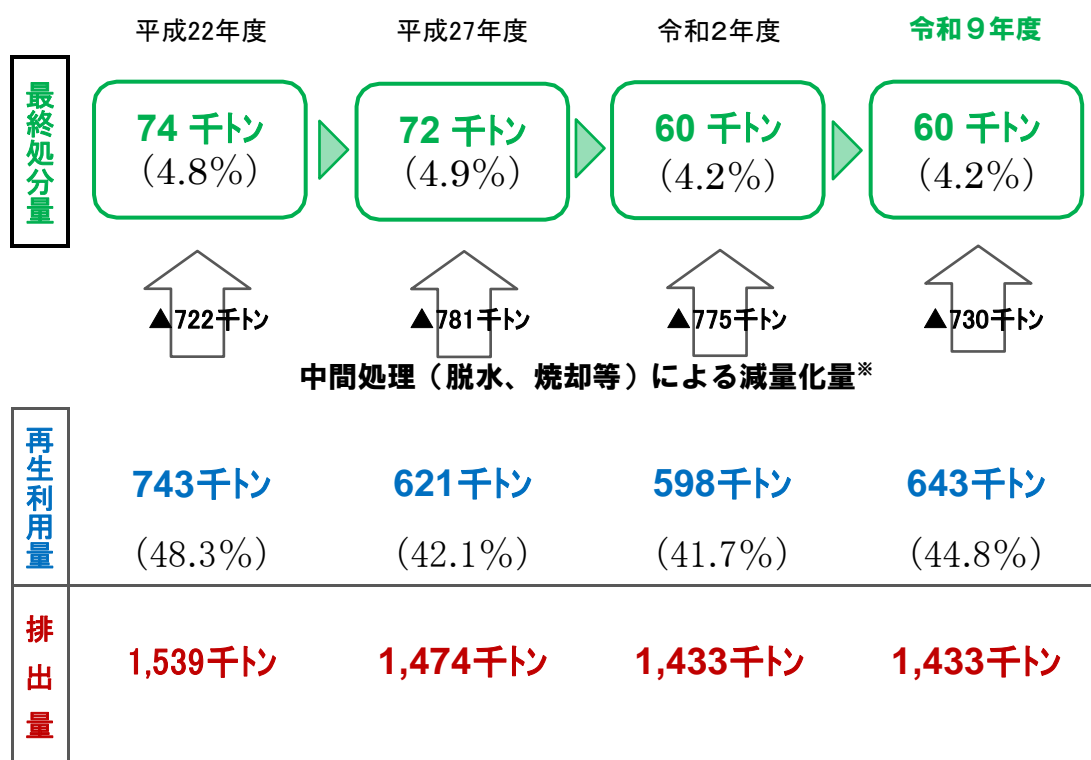 平成22年度 平成27年度 令和2年度 令和９年度
最終処分量
74 千トン 72 千トン 60 千トン 60 千トン
(4.8%) (4.9%) (4.2%) (4.2%)
▲722千トン ▲781千トン ▲775千トン ▲730千トン
中間処理（脱水、焼却等）による減量化量※
再生利用量
743千トン 621千トン 598千トン 643千トン
(48.3%) (42.1%) (41.7%) (44.8%)
排出量
1,539千トン 1,474千トン 1,433千トン 1,433千トン